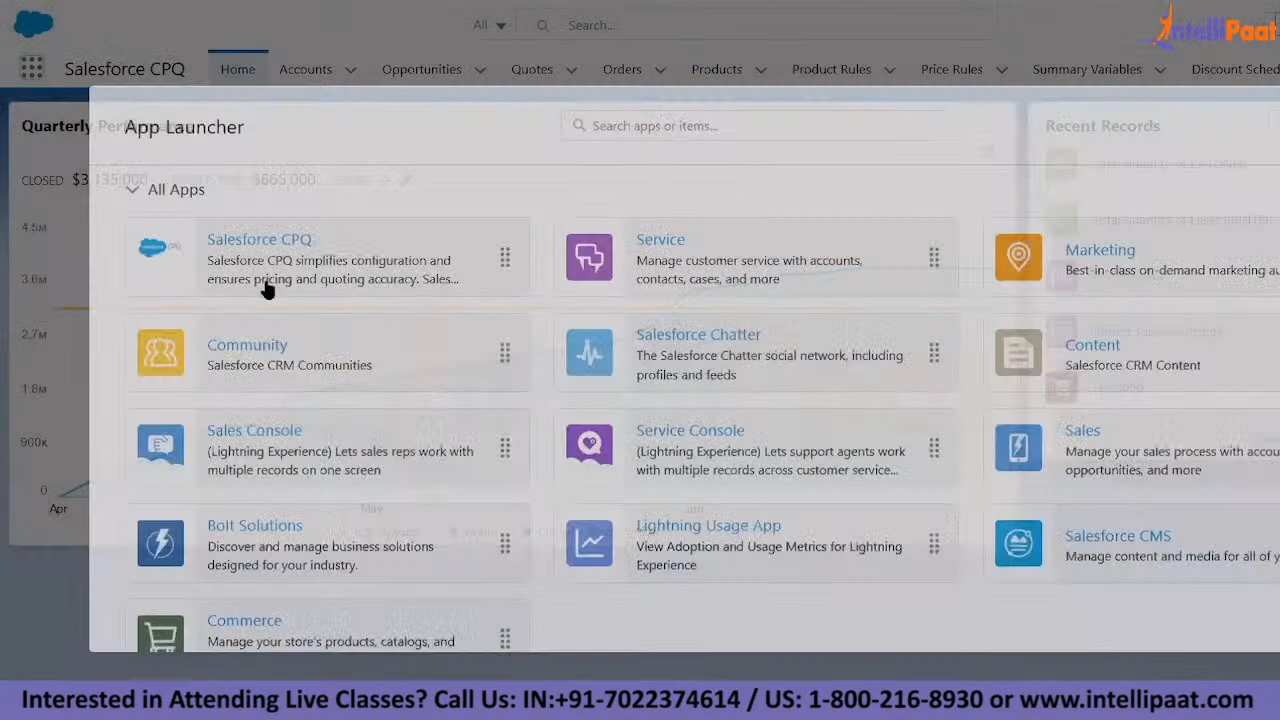 All
Search...
IntelliPaat
Salesforce CPQ
Home
Accounts
Opportunities
Quotes
Orders
Products
Product Rules
Price Rules
Summary Variables
Discount Sched
Quarterly
App Launcher
Search apps or items...
Recent Records
CLOSED $3,135,000
$665,000
All Apps
4.5M
3.6M
2.7M
1.8M
900K
0
Apr
May
Salesforce CPQ
Salesforce CPQ simplifies configuration and
ensures pricing and quoting accuracy. Sales...
Service
Manage customer service with accounts,
contacts, cases, and more
Marketing
Best-in-class on-demand marketing au
Community
Salesforce CRM Communities
Salesforce Chatter
The Salesforce Chatter social network, including
profiles and feeds
Content
Salesforce CRM Content
Sales Console
(Lightning Experience) Lets sales reps work with
multiple records on one screen
Service Console
(Lightning Experience) Lets support agents work
with multiple records across customer service...
Sales
Manage your sales process with accou
opportunities, and more
Bolt Solutions
Discover and manage business solutions
designed for your industry.
Lightning Usage App
View Adoption and Usage Metrics for Lightning
Experience
Salesforce CMS
Manage content and media for all of y
Commerce
Manage your store's products, catalogs, and
Interested in Attending Live Classes? Call Us: IN:+91-7022374614 / US: 1-800-216-8930 or www.intellipaat.com